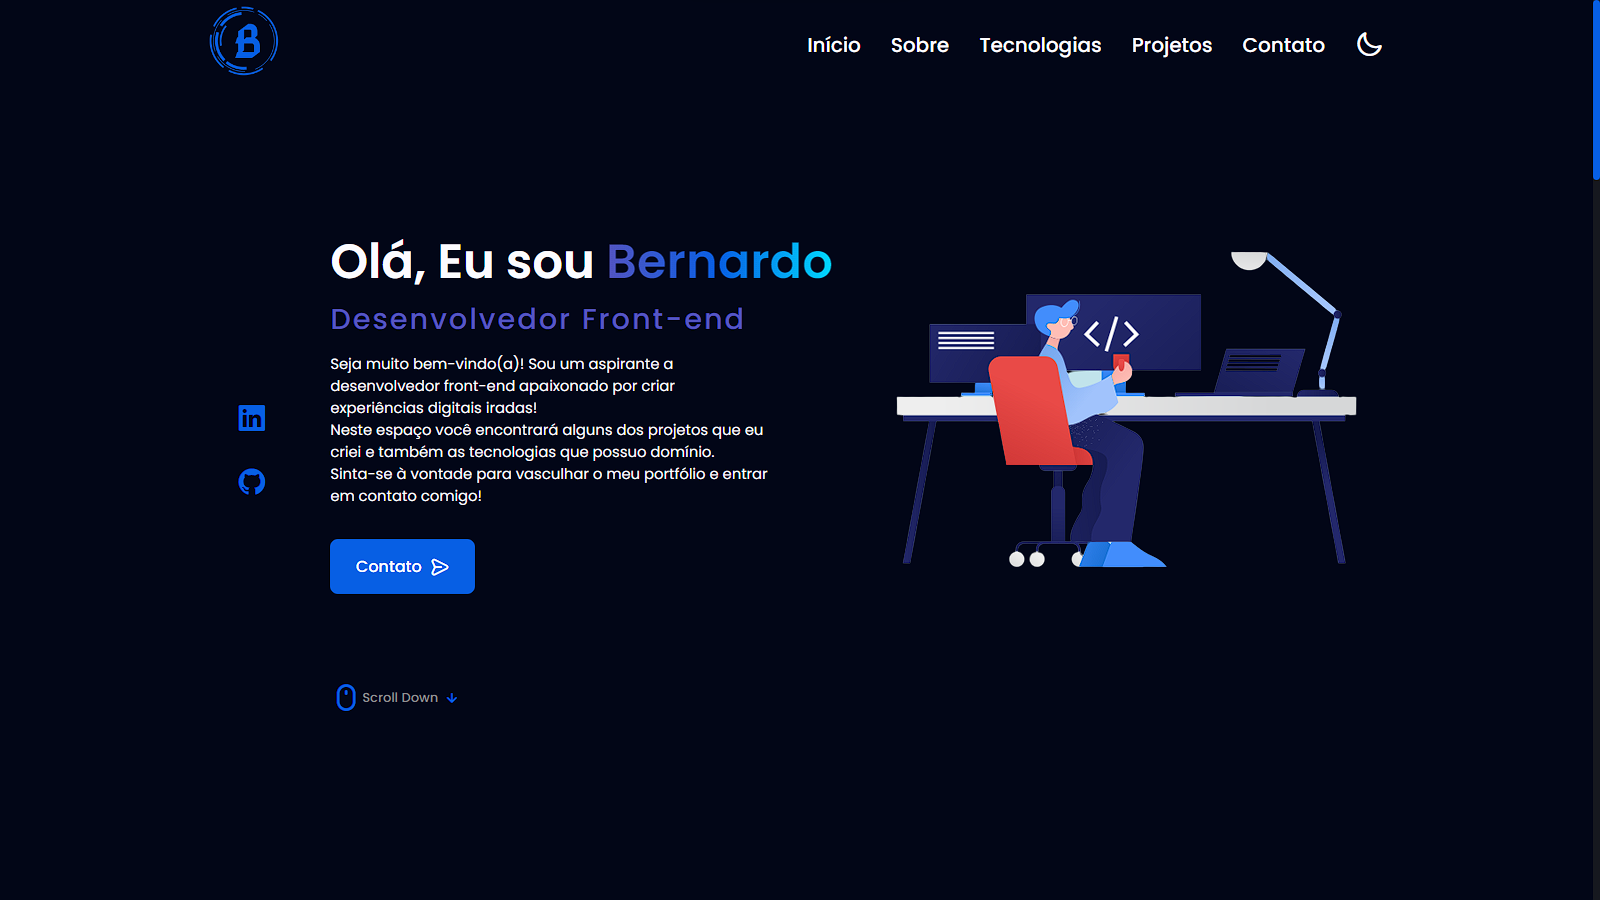 B
Início Sobre Tecnologias Projetos Contato
Olá, Eu sou Bernardo
Desenvolvedor Front-end
Seja muito bem-vindo(a)! Sou um aspirante a
desenvolvedor front-end apaixonado por criar
experiências digitais iradas!
Neste espaço você encontrará alguns dos projetos que eu
criei e também as tecnologias que possuo domínio.
Sinta-se à vontade para vasculhar o meu portfólio e entrar
em contato comigo!
</>
in
Contato
Scroll Down